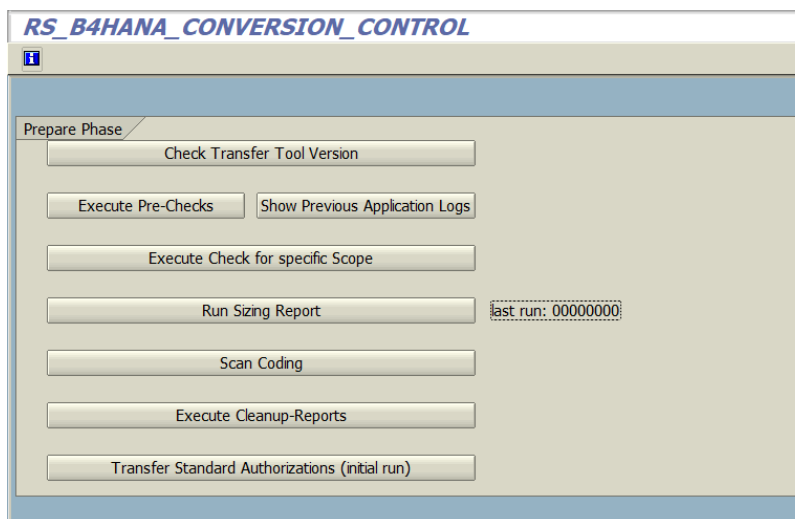 RS_B4HANA_CONVERSION_CONTROL
Prepare Phase
Check Transfer Tool Version
Execute Pre-Checks Show Previous Application Logs
Execute Check for specific Scope
Run Sizing Report last run: 00000000
Scan Coding
Execute Cleanup-Reports
Transfer Standard Authorizations (initial run)